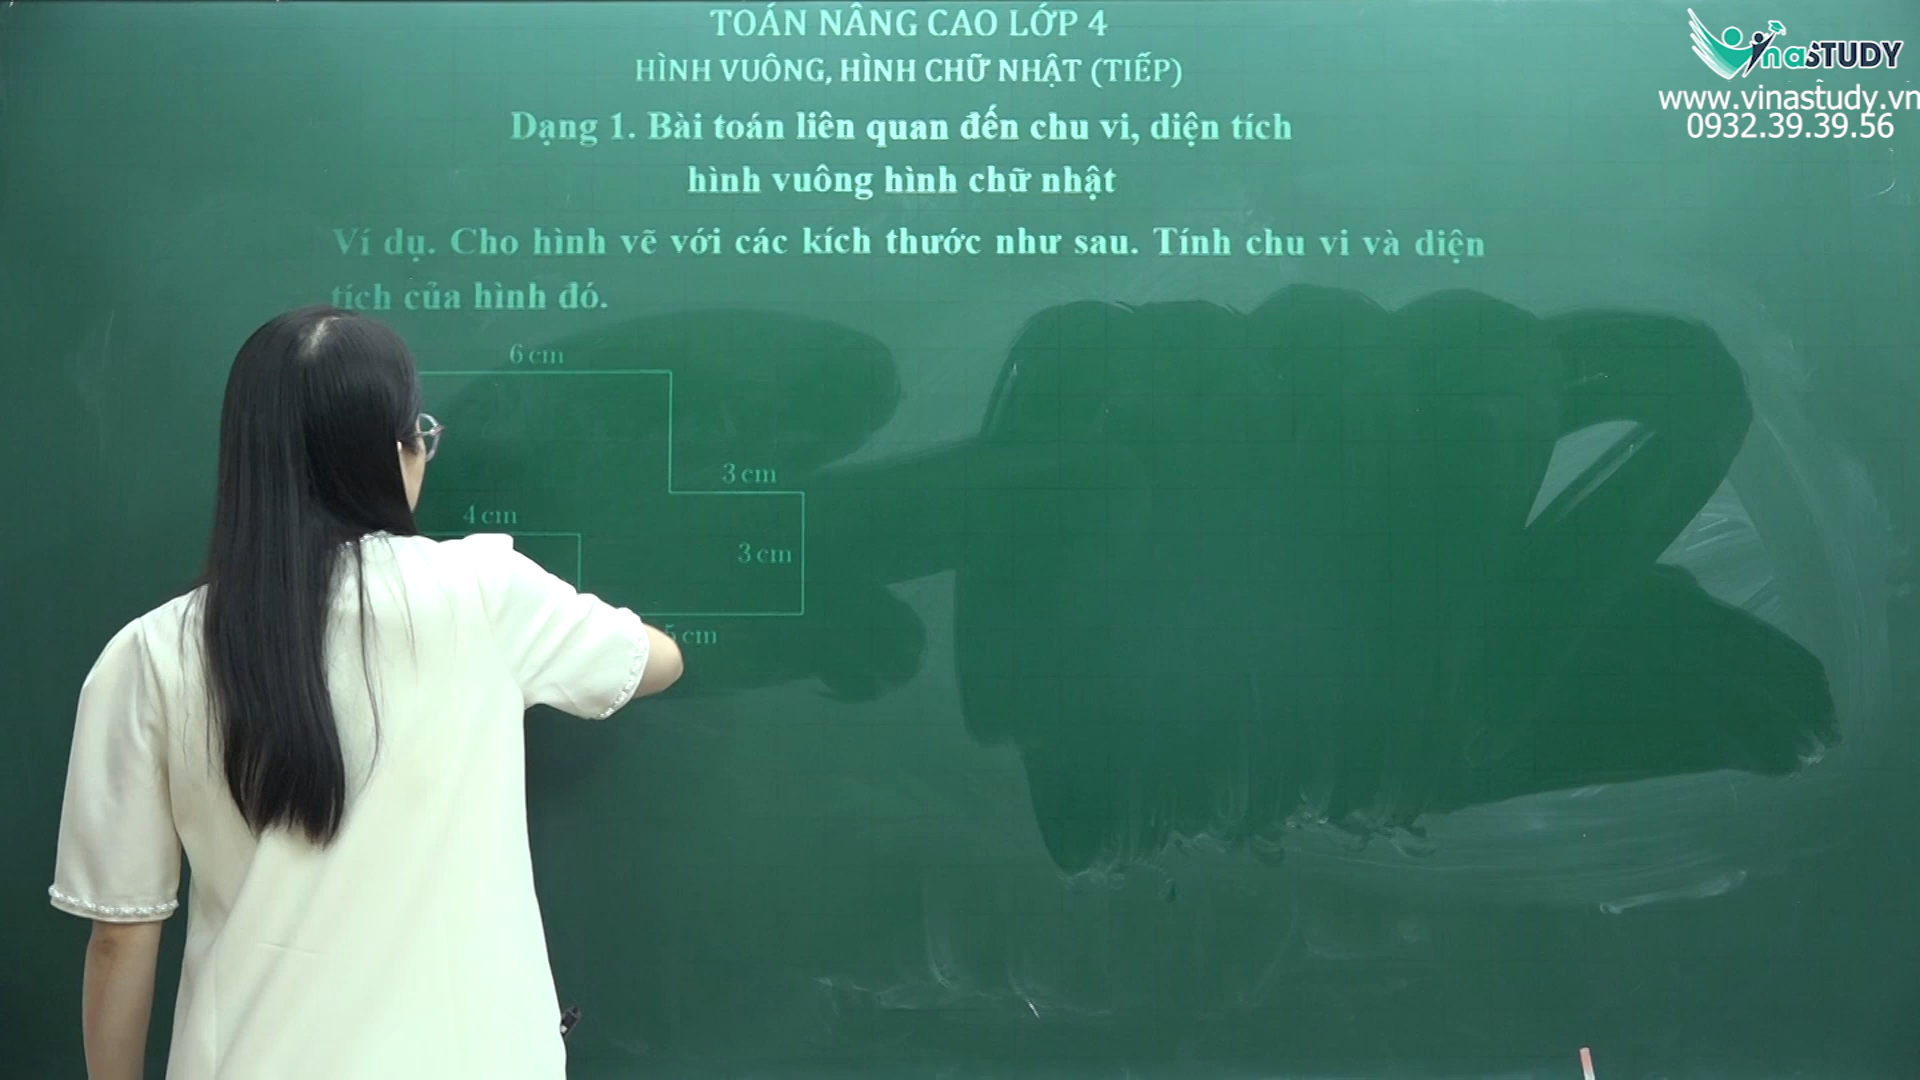 TOÁN NÂNG CAO LỚP 4
HÌNH VUÔNG, HÌNH CHỮ NHẬT (TIẾP)
Dạng 1. Bài toán liên quan đến chu vi, diện tích
hình vuông hình chữ nhật
Ví dụ. Cho hình vẽ với các kích thước như sau. Tính chu vi và diện
tích của hình đó.
6 cm
3 cm
4 cm
3 cm
5 cm
VinaSTUDY
www.vinastudy.vn
0932.39.39.56